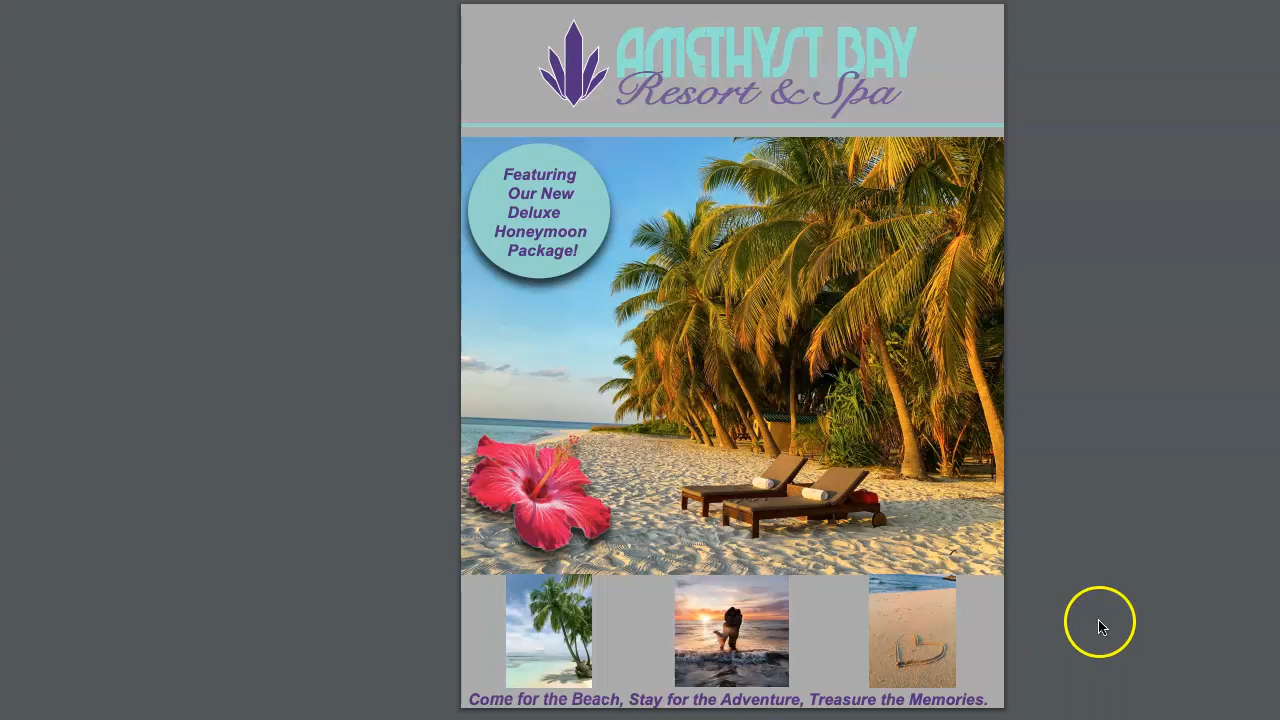 AMETHYST BAY
Resort & Spa
Featuring
Our New
Deluxe
Honeymoon
Package!
Come for the Beach, Stay for the Adventure, Treasure the Memories.